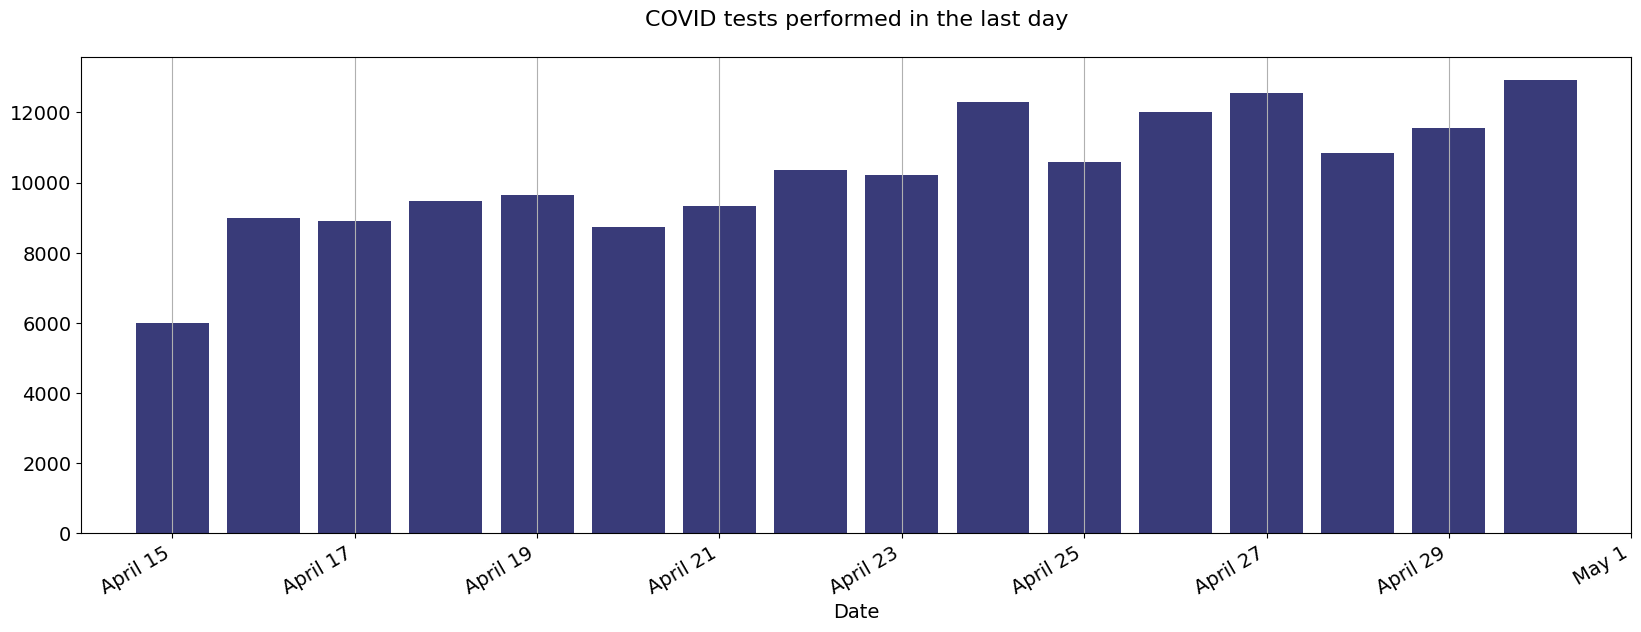 COVID tests performed in the last day
12000
10000
8000
6000
4000
2000
0
April 15
April 17
April 19
April 21
April 23
April 25
April 27
April 29
May 1
Date